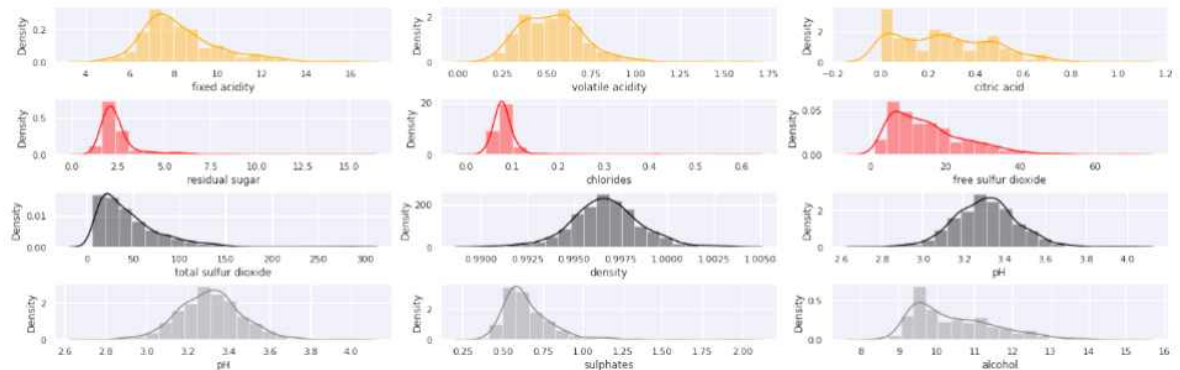 Density 0.2 0.0 4 6 8 10 12 14 16 fixed acidity
Density 2 0 0.00 0.25 0.50 0.75 1.00 1.25 1.50 1.75 volatile acidity
Density 2 0 −0.2 0.0 0.2 0.4 0.6 0.8 1.0 1.2 citric acid
Density 0.5 0.0 0.0 2.5 5.0 7.5 10.0 12.5 15.0 residual sugar
Density 20 0 0.0 0.1 0.2 0.3 0.4 0.5 0.6 chlorides
Density 0.05 0.00 0 20 40 60 free sulfur dioxide
Density 0.01 0.00 0 50 100 150 200 250 300 total sulfur dioxide
Density 200 0 0.9900 0.9925 0.9950 0.9975 1.0000 1.0025 1.0050 density
Density 2 0 2.6 2.8 3.0 3.2 3.4 3.6 3.8 4.0 pH
Density 2 0 2.6 2.8 3.0 3.2 3.4 3.6 3.8 4.0 pH
Density 2 0 0.25 0.50 0.75 1.00 1.25 1.50 1.75 2.00 sulphates
Density 0.5 0.0 8 9 10 11 12 13 14 15 16 alcohol